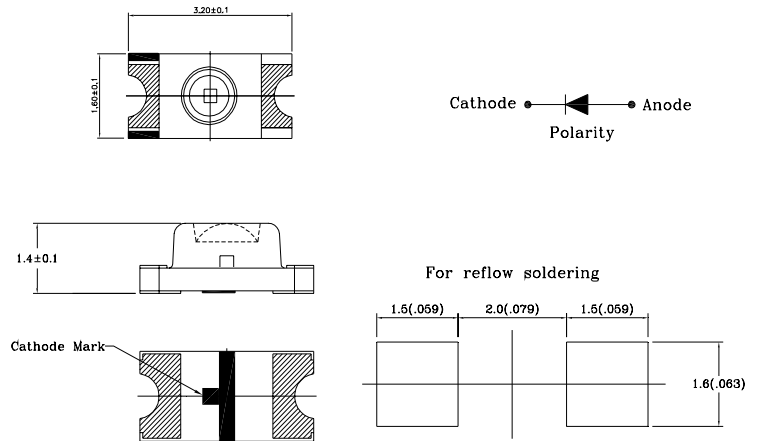 3.20±0.1
1.60±0.1
Cathode
Anode
Polarity
1.4±0.1
For reflow soldering
1.5(.059)
2.0(.079)
1.5(.059)
Cathode Mark
1.6(.063)